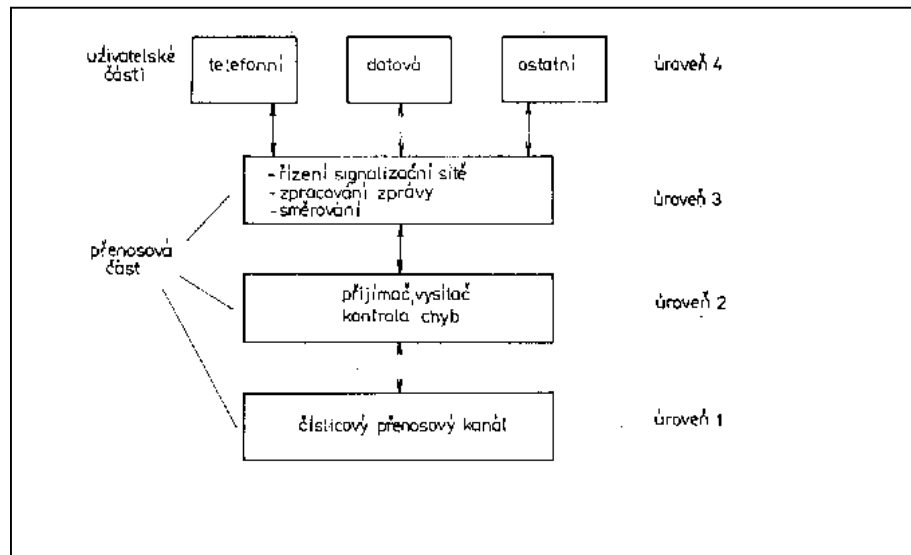 uživatelské
části
telefonní
datová
ostatní
úroveň 4
- řízení signalizační sítě
- zpracování zprávy
- směrování
úroveň 3
přenosová
část
přijímač, vysílač
kontrola chyb
úroveň 2
číslicový přenosový kanál
úroveň 1